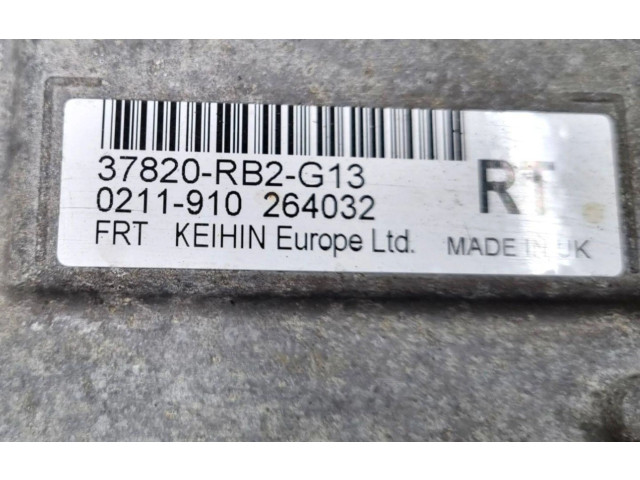 37820-RB2-G13 RT
0211-910 264032
FRT KEIHIN Europe Ltd. MADE IN UK